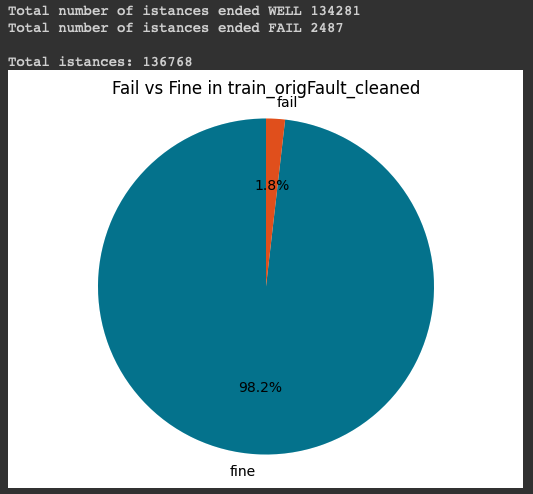 Total number of istances ended WELL 134281
Total number of istances ended FAIL 2487
Total istances: 136768
Fail vs Fine in train_origFault_cleaned
fail
1.8%
98.2%
fine